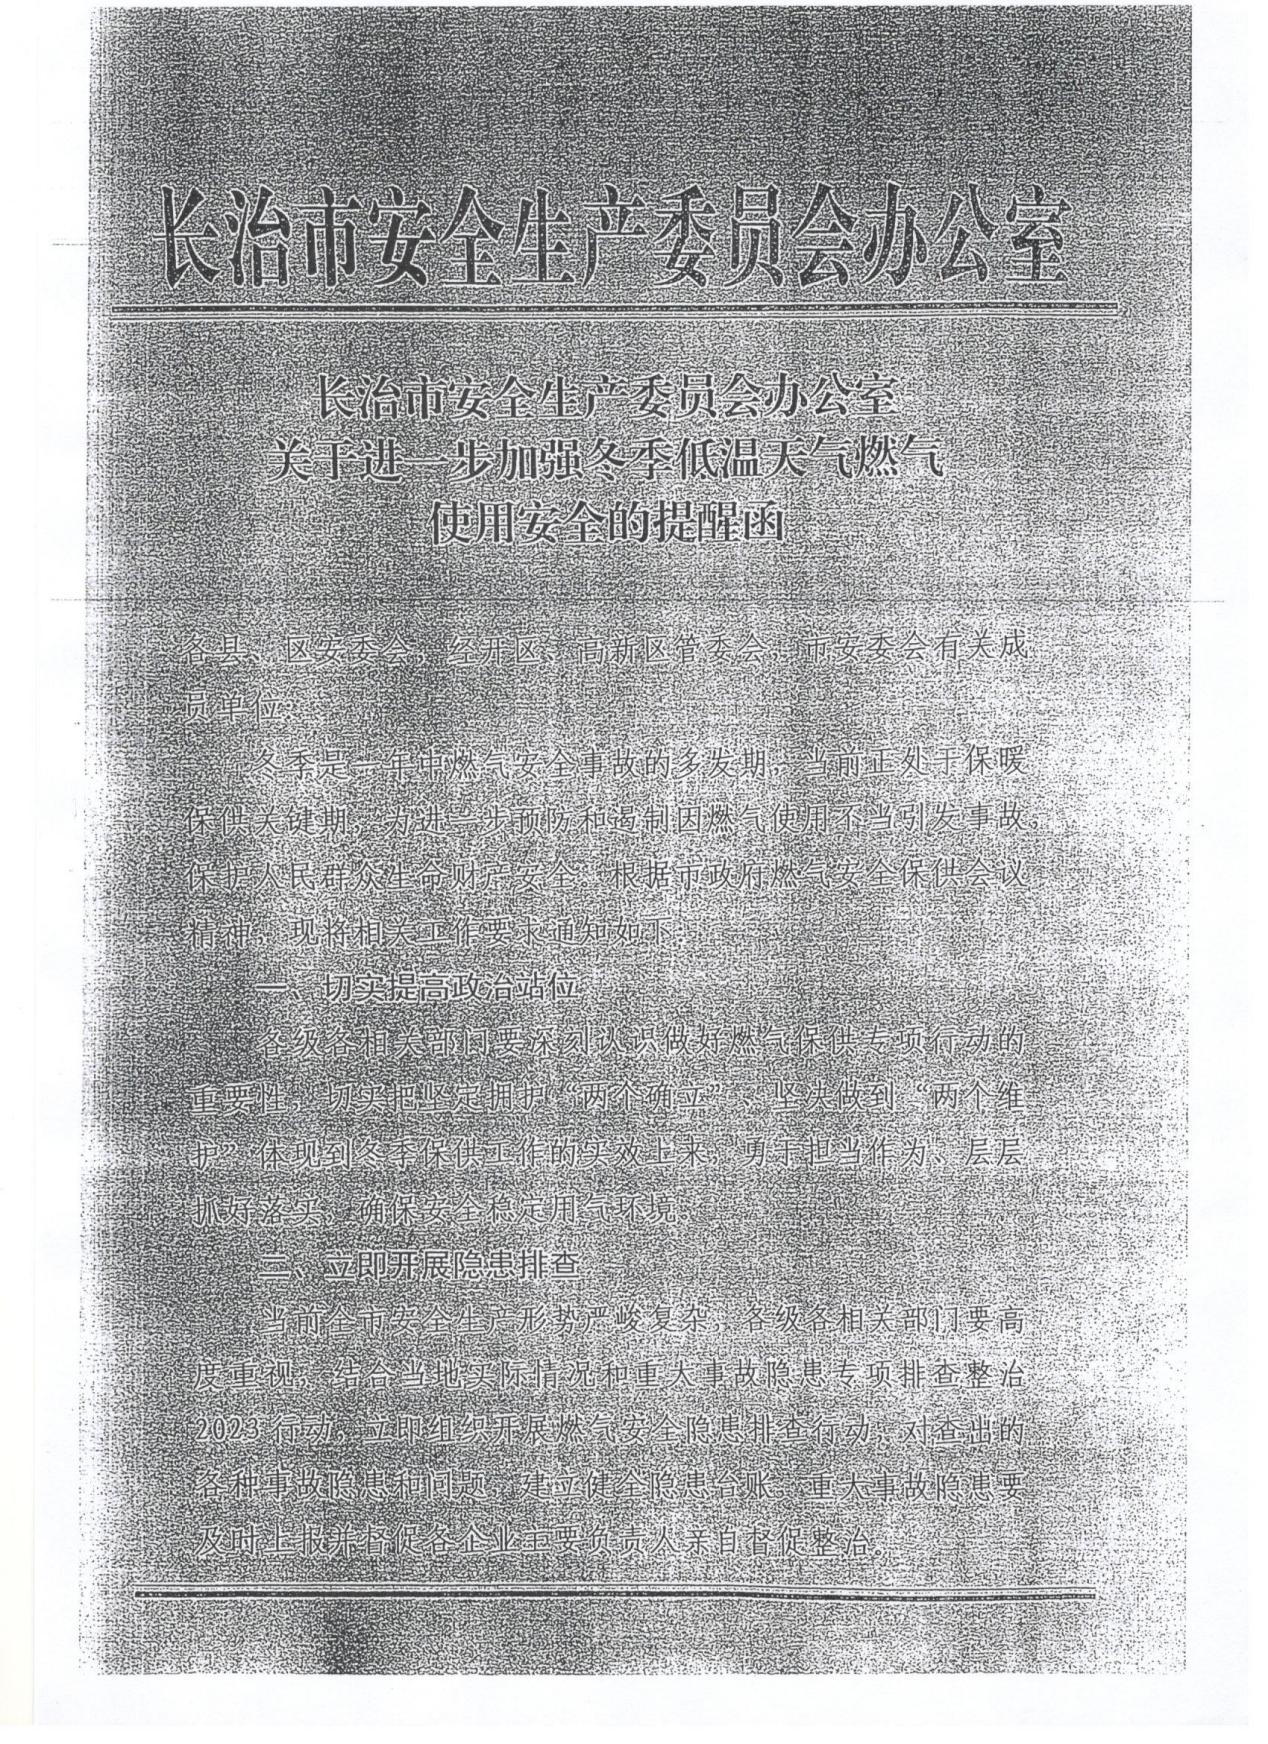 长治市安全生产委员会办公室
长治市安全生产委员会办公室
关于进一步加强冬季低温天气燃气
使用安全的提醒函
各县、区安委会，经开区、高新区管委会，市安委会有关成
员单位：
冬季是一年中燃气安全事故的多发期，当前正处于保暖
保供关键期，为进一步预防和遏制因燃气使用不当引发事故，
保护人民群众生命财产安全。根据市政府燃气安全保供会议
精神，现将相关工作要求通知如下：
一、切实提高政治站位
各级各相关部门要深刻认识做好燃气保供专项行动的
重要性，切实把坚定拥护“两个确立”、坚决做到“两个维
护”体现到冬季保供工作的实效上来，勇于担当作为、层层
抓好落实，确保安全稳定用气环境。
二、立即开展隐患排查
当前全市安全生产形势严峻复杂，各级各相关部门要高
度重视，结合当地实际情况和重大事故隐患专项排查整治
2023行动，立即组织开展燃气安全隐患排查行动，对查出的
各种事故隐患和问题，建立健全隐患台账，重大事故隐患要
及时上报并督促各企业主要负责人亲自督促整治。